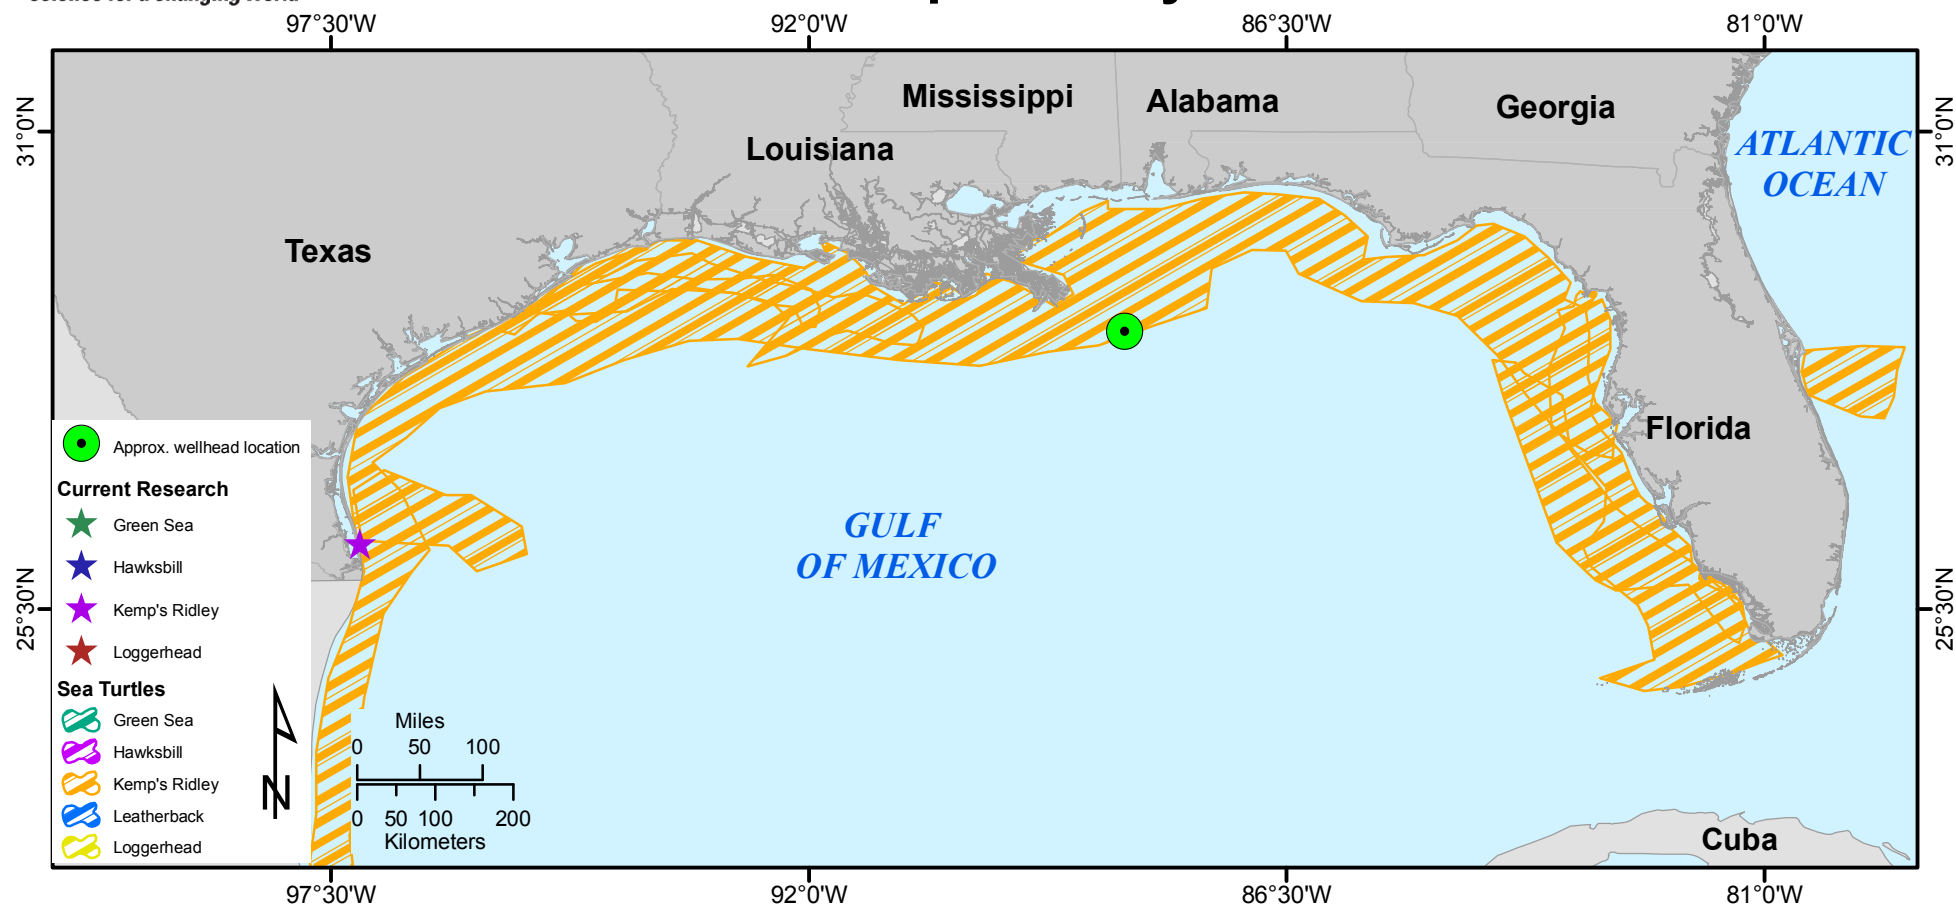 97°30'W 92°0'W 86°30'W 81°0'W
31°0'N
31°0'N
Mississippi
Alabama
Georgia
Louisiana
Texas
ATLANTIC
OCEAN
Florida
GULF
OF MEXICO
Cuba
25°30'N
25°30'N
Approx. wellhead location
Current Research
Green Sea
Hawksbill
Kemp's Ridley
Loggerhead
Sea Turtles
Green Sea
Hawksbill
Kemp's Ridley
Leatherback
Loggerhead
N
Miles
0 50 100
0 50 100 200
Kilometers
97°30'W 92°0'W 86°30'W 81°0'W